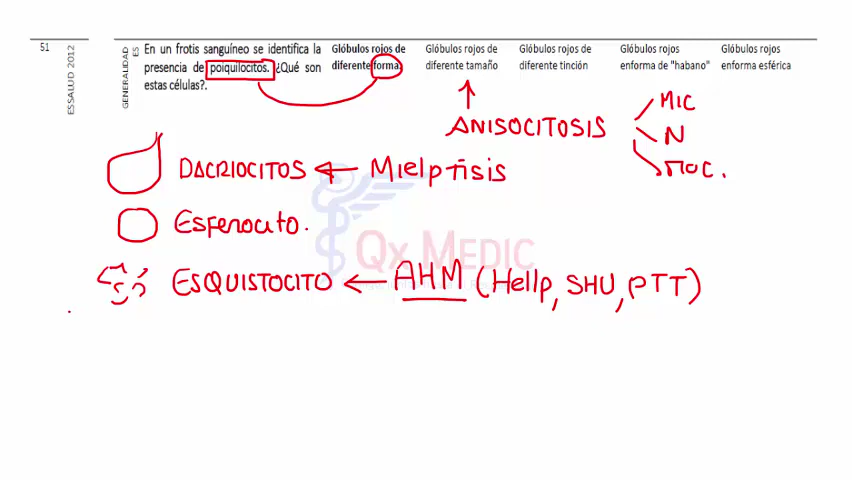 51
ESSALUD 2012
GENERALIDADES
En un frotis sanguíneo se identifica la presencia de poiquilocitos. ¿Qué son estas células?.
Glóbulos rojos de diferente forma.
Glóbulos rojos de diferente tamaño
Glóbulos rojos de diferente tinción
Glóbulos rojos enforma de "habano"
Glóbulos rojos enforma esférica
ANISOCITOSIS
MIC
N
DACRIOCITOS ← Mielptisis
Esferocito.
Qx MEDIC
ESQUISTOCITO ← AHM (Hellp, SHU, PTT)